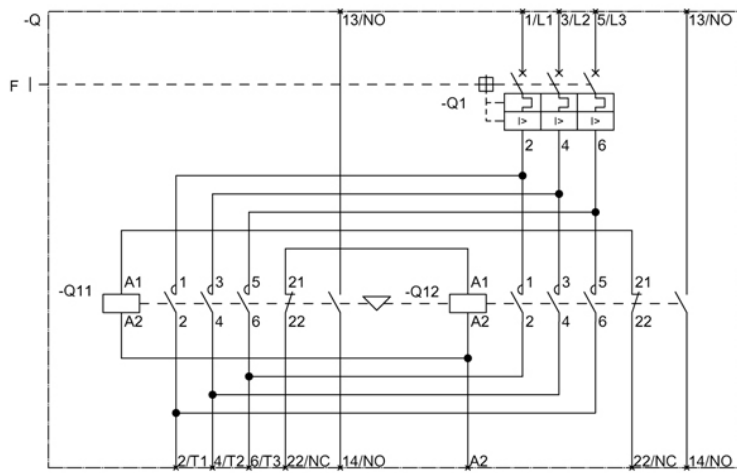 -Q 13/NO 1/L1 3/L2 5/L3 13/NO
F
-Q1
I> I> I>
2 4 6
A1 1 3 5 21 A1 1 3 5 21
-Q11 -Q12
A2 2 4 6 22 A2 2 4 6 22
2/T1 4/T2 6/T3 22/NC 14/NO A2 22/NC 14/NO